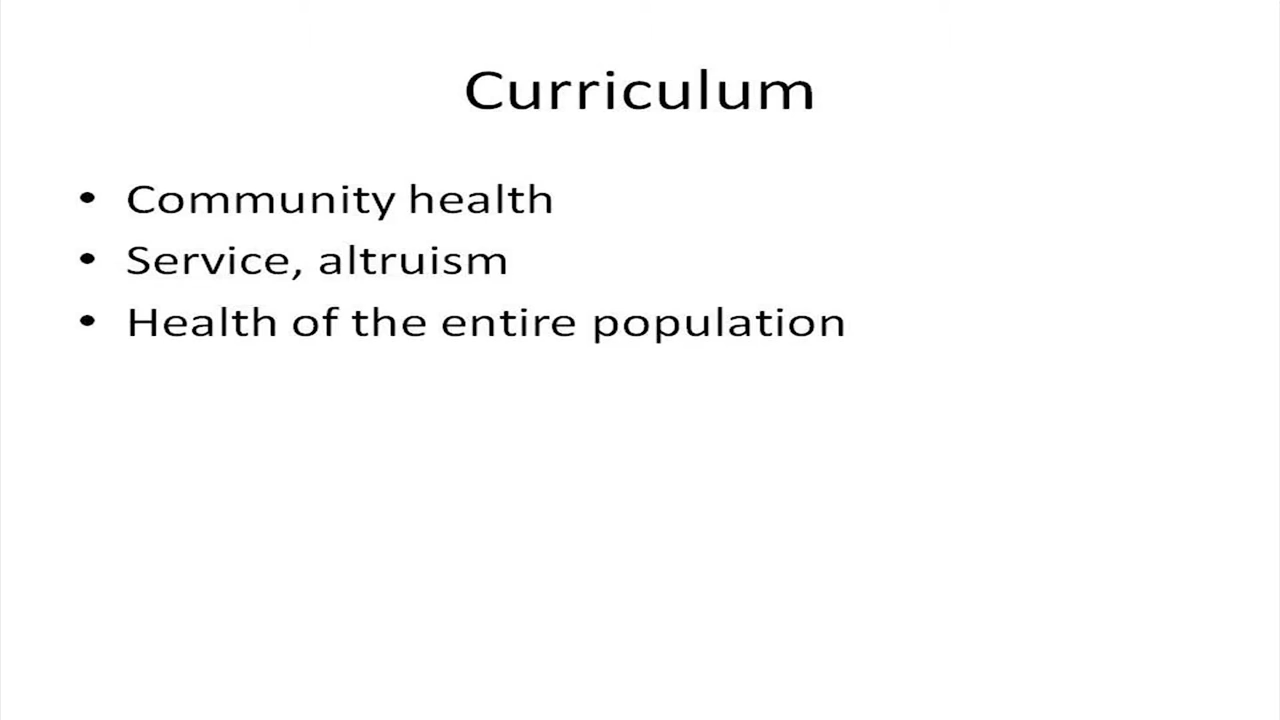 Curriculum
• Community health
• Service, altruism
• Health of the entire population